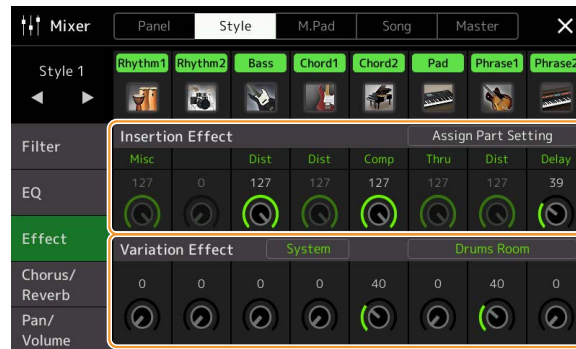 Mixer Panel Style M.Pad Song Master
Style 1
Rhythm1 Rhythm2 Bass Chord1 Chord2 Pad Phrase1 Phrase2
Filter
EQ
Effect
Chorus/
Reverb
Pan/
Volume
Insertion Effect Assign Part Setting
Misc Dist Dist Comp Thru Dist Delay
127 0 127 127 127 127 127 39
Variation Effect System Drums Room
0 0 0 0 40 0 40 0